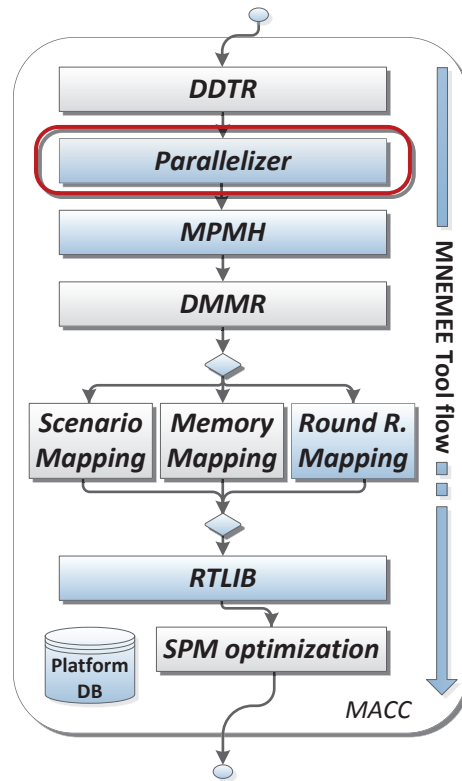 DDTR
Parallelizer
MPMH
DMMR
Scenario
Mapping
Memory
Mapping
Round R.
Mapping
RTLIB
SPM optimization
Platform
DB
MACC
MNEMEE Tool flow